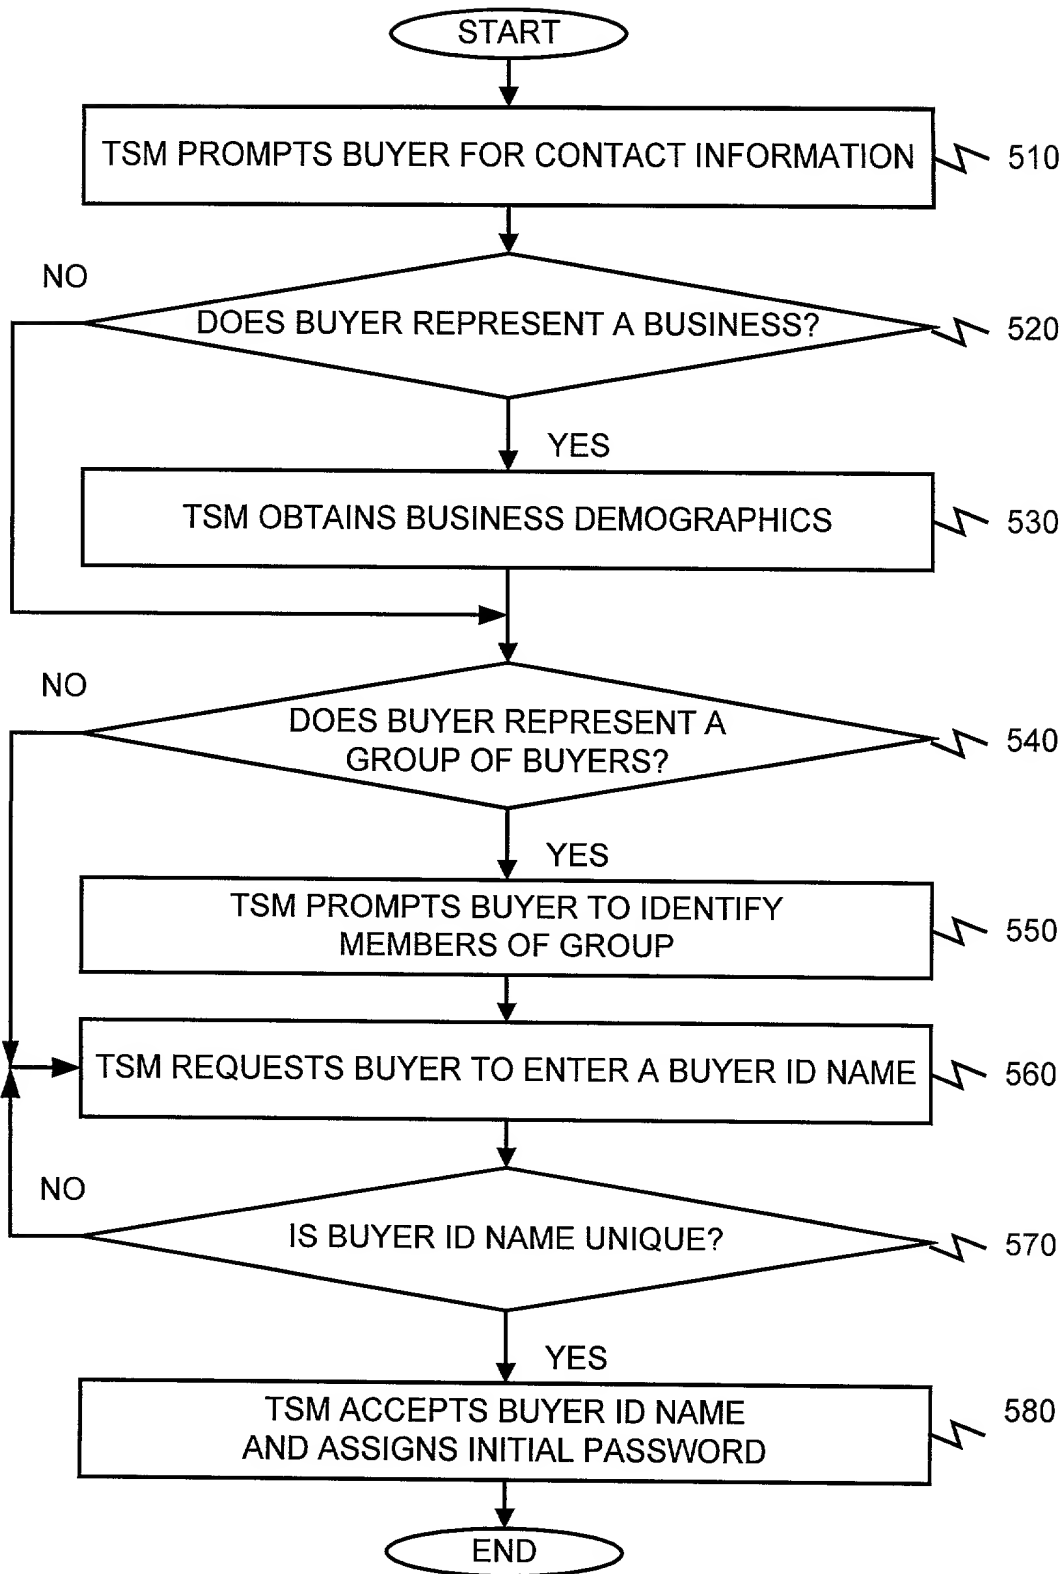 START
TSM PROMPTS BUYER FOR CONTACT INFORMATION
510
NO
DOES BUYER REPRESENT A BUSINESS?
520
YES
TSM OBTAINS BUSINESS DEMOGRAPHICS
530
NO
DOES BUYER REPRESENT A
GROUP OF BUYERS?
540
YES
TSM PROMPTS BUYER TO IDENTIFY
MEMBERS OF GROUP
550
TSM REQUESTS BUYER TO ENTER A BUYER ID NAME
560
NO
IS BUYER ID NAME UNIQUE?
570
YES
TSM ACCEPTS BUYER ID NAME
AND ASSIGNS INITIAL PASSWORD
580
END